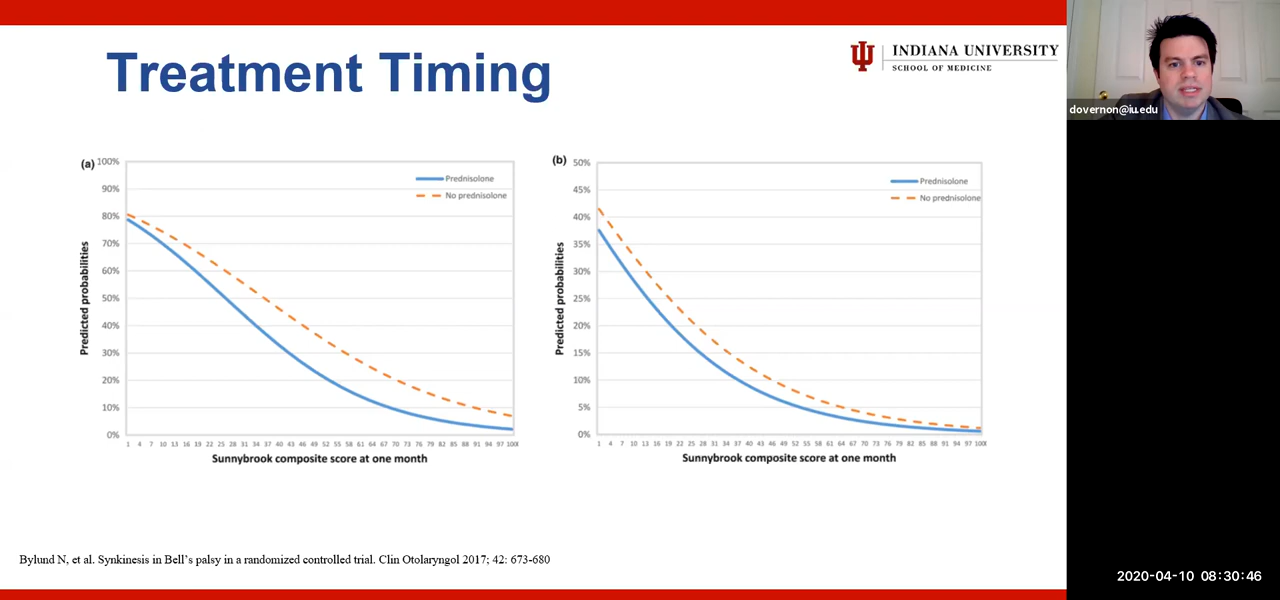 Treatment Timing
INDIANA UNIVERSITY
SCHOOL OF MEDICINE
dovernon@iu.edu
(a)
100%
90%
80%
70%
60%
50%
40%
30%
20%
10%
0%
Predicted probabilities
Prednisolone
No prednisolone
1 4 7 10 13 16 19 22 25 28 31 34 37 40 43 46 49 52 55 58 61 64 67 70 73 76 79 82 85 88 91 94 97 100
Sunnybrook composite score at one month
(b)
50%
45%
40%
35%
30%
25%
20%
15%
10%
5%
0%
Predicted probabilities
Prednisolone
No prednisolone
1 4 7 10 13 16 19 22 25 28 31 34 37 40 43 46 49 52 55 58 61 64 67 70 73 76 79 82 85 88 91 94 97 100
Sunnybrook composite score at one month
Bylund N, et al. Synkinesis in Bell's palsy in a randomized controlled trial. Clin Otolaryngol 2017; 42: 673-680
2020-04-10 08:30:46